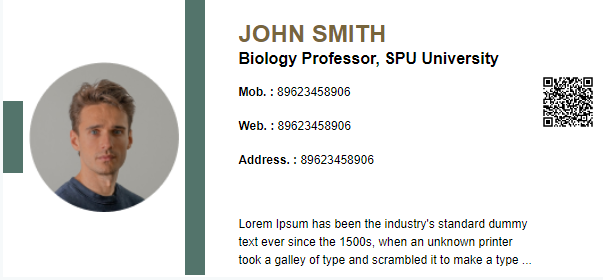 JOHN SMITH
Biology Professor, SPU University
Mob. : 89623458906
Web. : 89623458906
Address. : 89623458906
Lorem Ipsum has been the industry's standard dummy
text ever since the 1500s, when an unknown printer
took a galley of type and scrambled it to make a type ...